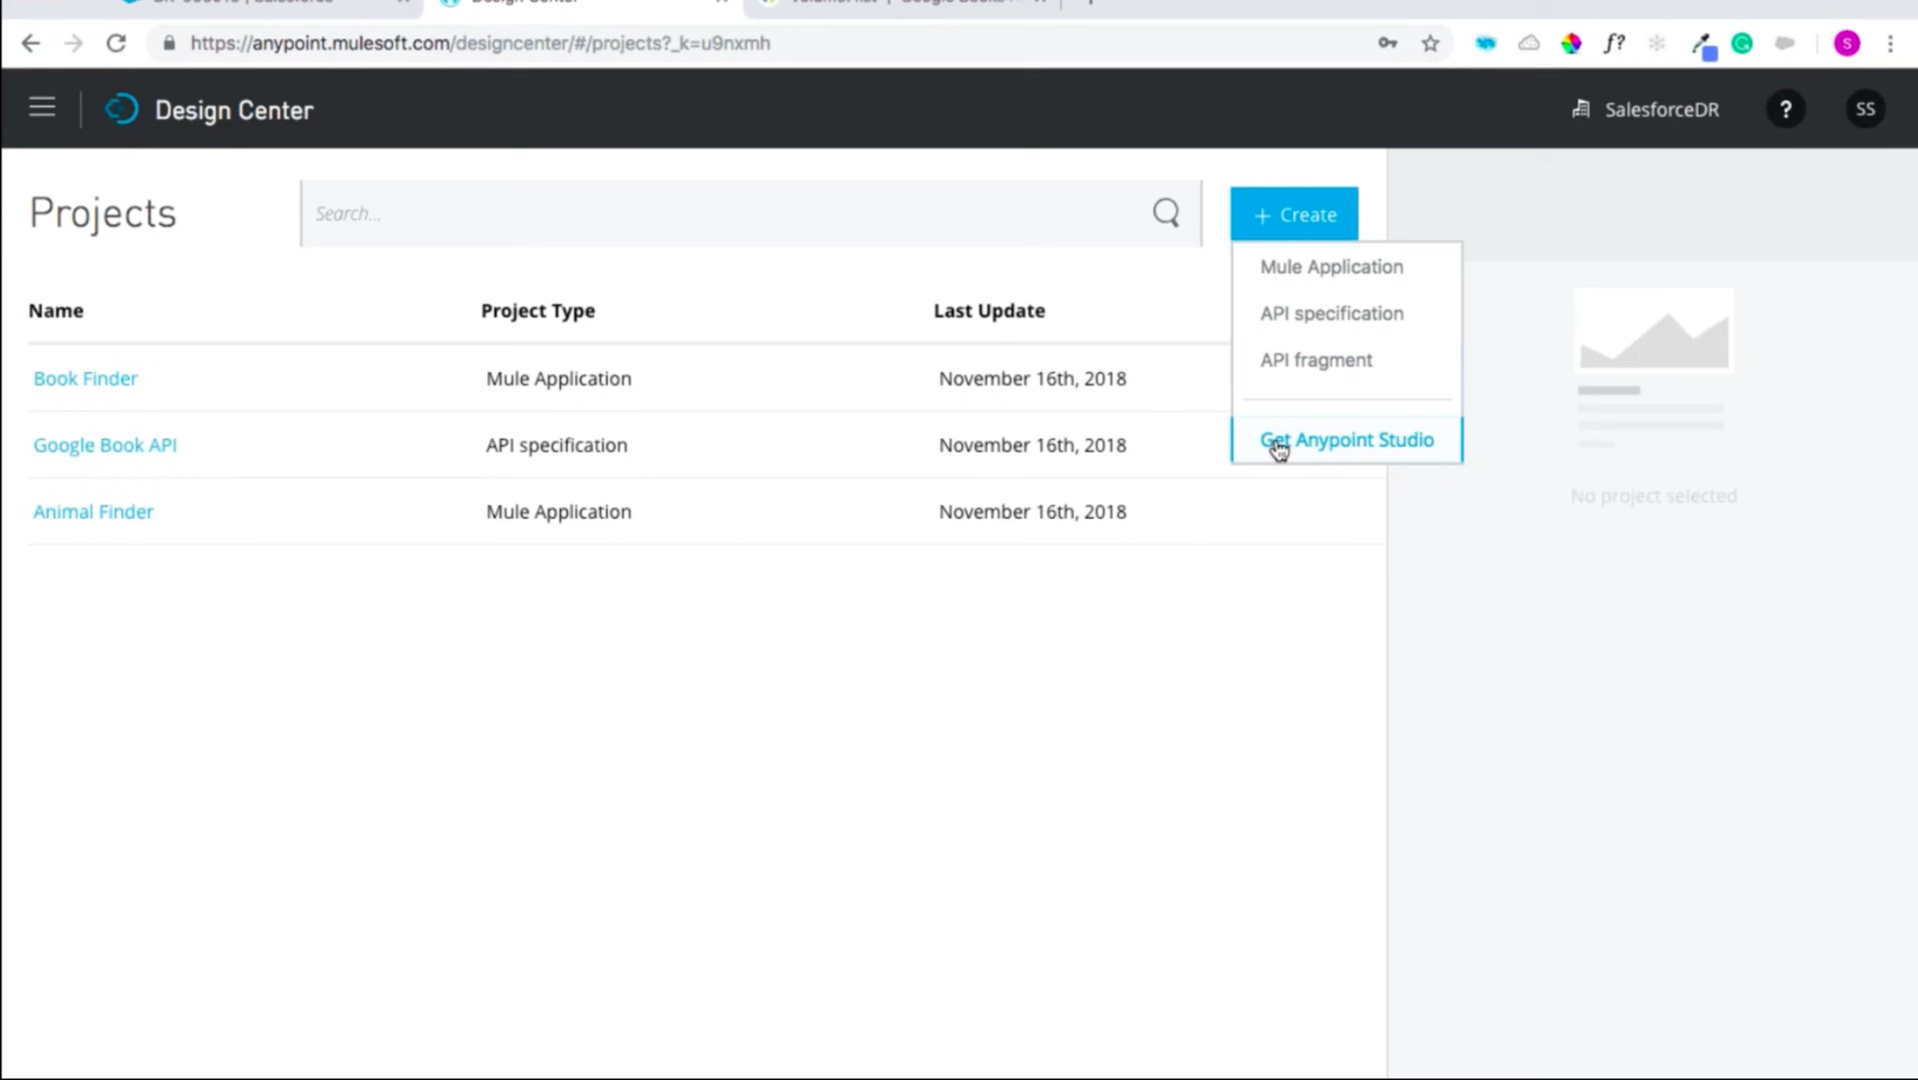 Design Center
https://anypoint.mulesoft.com/designcenter/#/projects?_k=u9nxmh
f?
S
Design Center
SalesforceDR
?
SS
Projects
Search...
+ Create
Mule Application
API specification
API fragment
Get Anypoint Studio
Name
Project Type
Last Update
Book Finder
Mule Application
November 16th, 2018
Google Book API
API specification
November 16th, 2018
Animal Finder
Mule Application
November 16th, 2018
No project selected